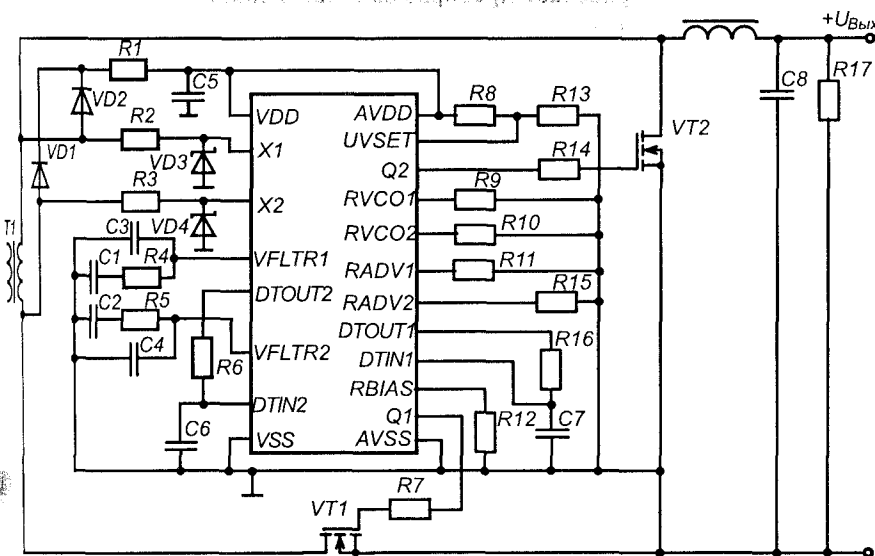 +Uвых
R1
C5
R8
R13
C8
R17
VD2
VDD
AVDD
VT2
R2
UVSET
VD1
VD3
X1
Q2
R14
R3
RVCO1
R9
T1
C3
VD4
X2
RVCO2
R10
C1
R4
VFLTR1
RADV1
R11
C2
R5
DTOUT2
RADV2
R15
C4
DTOUT1
R16
R6
VFLTR2
DTIN1
RBIAS
DTIN2
Q1
R12
C7
C6
VSS
AVSS
VT1
R7